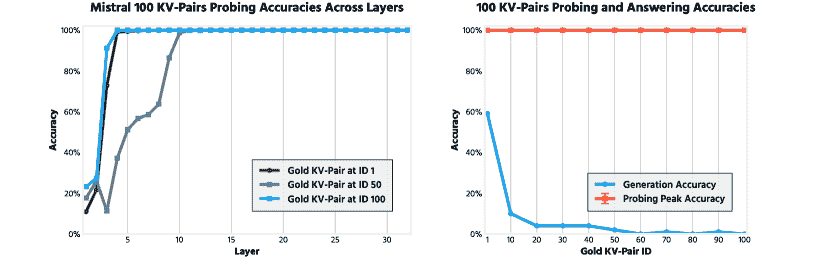 Mistral 100 KV-Pairs Probing Accuracies Across Layers
100%
80%
60%
40%
20%
0%
Accuracy
5
10
15
20
25
30
Layer
Gold KV-Pair at ID 1
Gold KV-Pair at ID 50
Gold KV-Pair at ID 100
100 KV-Pairs Probing and Answering Accuracies
100%
80%
60%
40%
20%
0%
Accuracy
1
10
20
30
40
50
60
70
80
90
100
Gold KV-Pair ID
Generation Accuracy
Probing Peak Accuracy